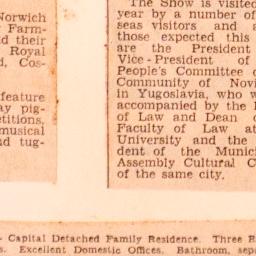 Norwich
Farm-
d their
Royal
d, Cos-
feature
ay pig-
etitions,
musical
nd tug-
The Show is visited
year by a number of
seas visitors and a
those expected this
are the President
Vice-President of
People's Committee o
Community of Novi
in Yugoslavia, who w
accompanied by the
of Law and Dean o
Faculty of Law at
University and the
dent of the Munici
Assembly Cultural C
of the same city.
- Capital Detached Family Residence. Three R
s. Excellent Domestic Offices. Bathroom, sep